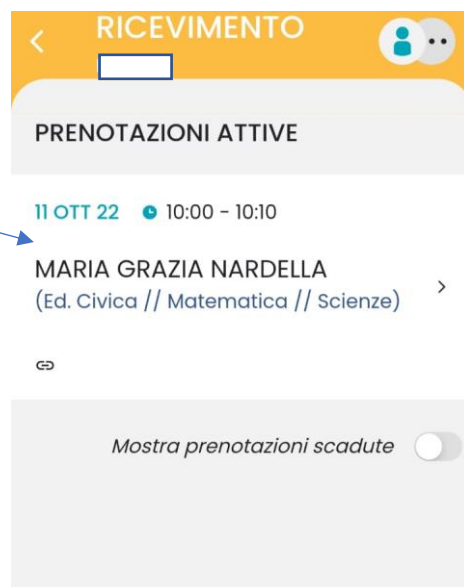 RICEVIMENTO
PRENOTAZIONI ATTIVE
11 OTT 22 10:00 - 10:10
MARIA GRAZIA NARDELLA
(Ed. Civica // Matematica // Scienze)
Mostra prenotazioni scadute